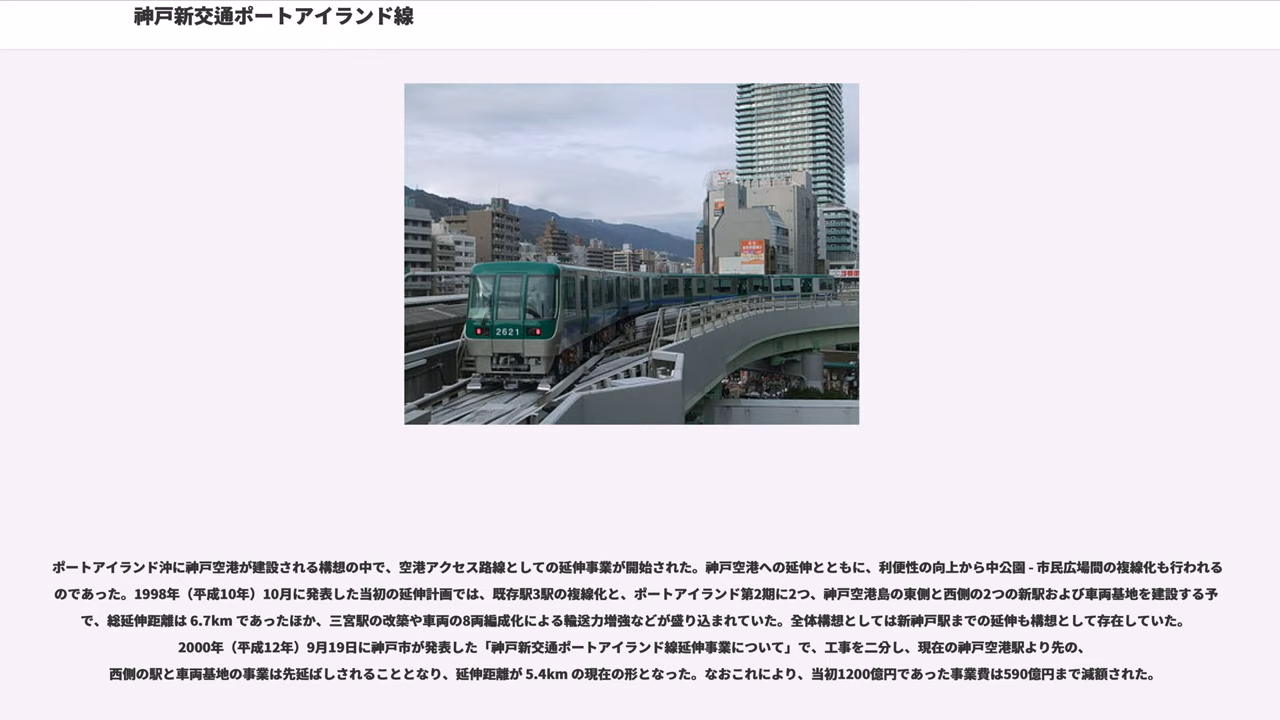 神戸新交通ポートアイランド線
2621
ポートアイランド沖に神戸空港が建設される構想の中で、空港アクセス路線としての延伸事業が開始された。神戸空港への延伸とともに、利便性の向上から中公園 - 市民広場間の複線化も行われる
のであった。1998年（平成10年）10月に発表した当初の延伸計画では、既存駅3駅の複線化と、ポートアイランド第2期に2つ、神戸空港島の東側と西側の2つの新駅および車両基地を建設する予
で、総延伸距離は 6.7km であったほか、三宮駅の改築や車両の8両編成化による輸送力増強などが盛り込まれていた。全体構想としては新神戸駅までの延伸も構想として存在していた。
2000年（平成12年）9月19日に神戸市が発表した「神戸新交通ポートアイランド線延伸事業について」で、工事を二分し、現在の神戸空港駅より先の、
西側の駅と車両基地の事業は先延ばしされることとなり、延伸距離が 5.4km の現在の形となった。なおこれにより、当初1200億円であった事業費は590億円まで減額された。